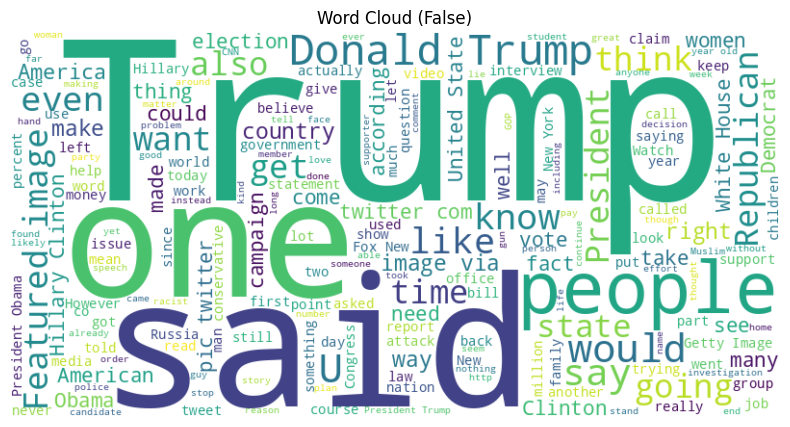 Word Cloud (False)
Trump
said
one
people
Donald Trump
think
also
election
women
claim
keep
year old
CNN
student
ever
great
anyone
week
woman
go
far
making
Hillary
actually
let
video
interview
lie
around
America
case
thing
give
according
question
comment
supporter
United State
matter
even
use
could
believe
much
saying
GOP
New York
call
decision
White House
Republican
Democrat
children
hand
make
want
country
tell
face
problem
left
government
President
Watch
year
percent
party
help
word
money
today
good
world
work
get
member
love
done
well
may
including
called
though
look
Featured image
Hillary Clinton
made
instead
statement
kind
long
come
twitter com
know
vote
right
found
likely
yet
issue
since
campaign
used
able
show
pay
person
continue
put
support
without
mean
speech
lot
Fox New
someone
like
gun
fact
take
Muslim
effort
thought
President Obama
However
co
got
pic twitter
conservative
two
image via
time
office
took
bill
state
see
home
came
racist
first
point
asked
need
life
part
Getty Image
already
told
media
Russia
man
still
something
day
Congress
report
attack
back
would
name
family
million
trying
went
many
investigation
American
order
read
number
u
way
New
seem
nothing
say
going
group
police
guy
story
law
http
Obama
stop
plan
nation
Clinton
another
really
job
never
candidate
tweet
reason
course
President Trump
stand
end